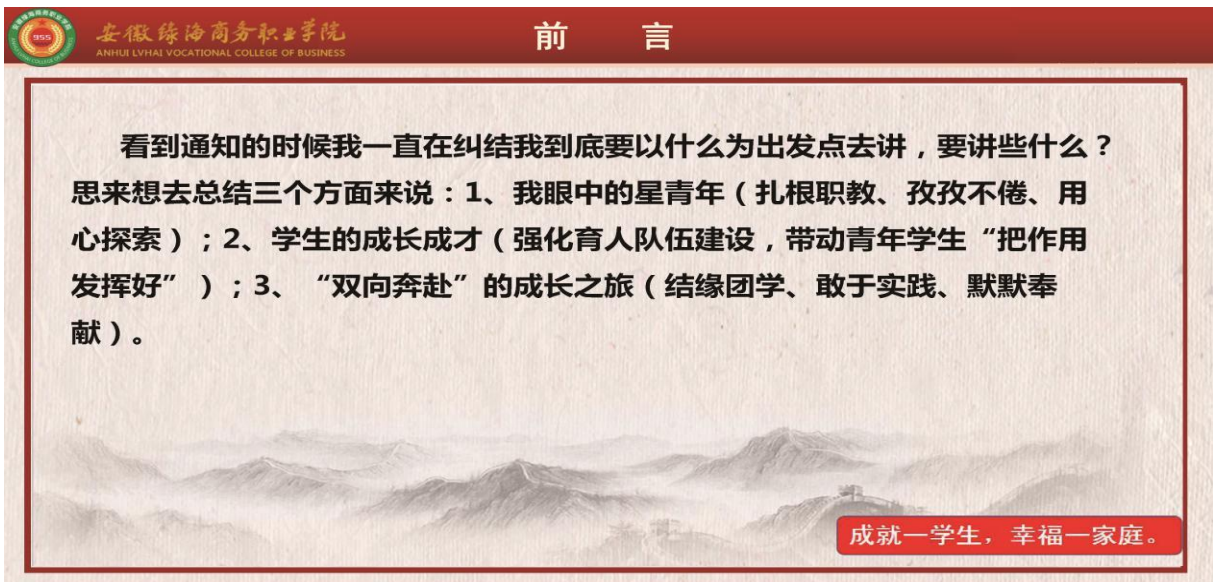 955
安徽绿海商务职业学院
ANHUI LVHAI VOCATIONAL COLLEGE OF BUSINESS
前 言
看到通知的时候我一直在纠结我到底要以什么为出发点去讲，要讲些什么？
思来想去总结三个方面来说：1、我眼中的星青年（扎根职教、孜孜不倦、用
心探索）；2、学生的成长成才（强化育人队伍建设，带动青年学生“把作用
发挥好”）；3、“双向奔赴”的成长之旅（结缘团学、敢于实践、默默奉
献）。
成就一学生，幸福一家庭。